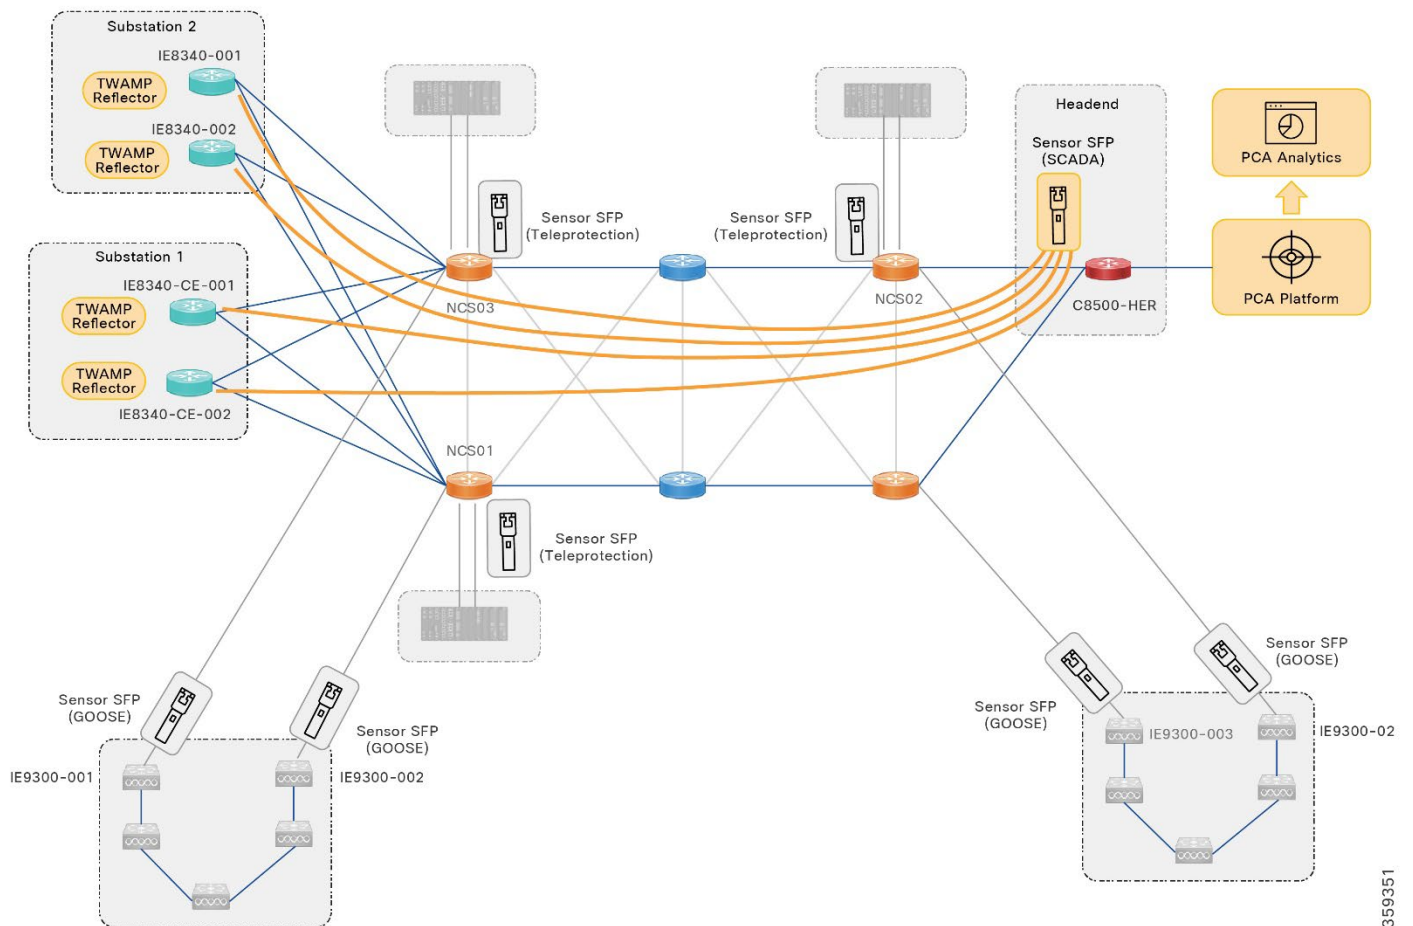 Substation 2
IE8340-001
TWAMP
Reflector
IE8340-002
TWAMP
Reflector
Substation 1
IE8340-CE-001
TWAMP
Reflector
TWAMP
Reflector
IE8340-CE-002
Sensor SFP
(Teleprotection)
NCS03
Sensor SFP
(Teleprotection)
NCS02
Headend
Sensor SFP
(SCADA)
C8500-HER
PCA Analytics
PCA Platform
NCS01
Sensor SFP
(Teleprotection)
Sensor SFP
(GOOSE)
Sensor SFP
(GOOSE)
IE9300-001
IE9300-002
Sensor SFP
(GOOSE)
Sensor SFP
(GOOSE)
IE9300-003
IE9300-02
359351